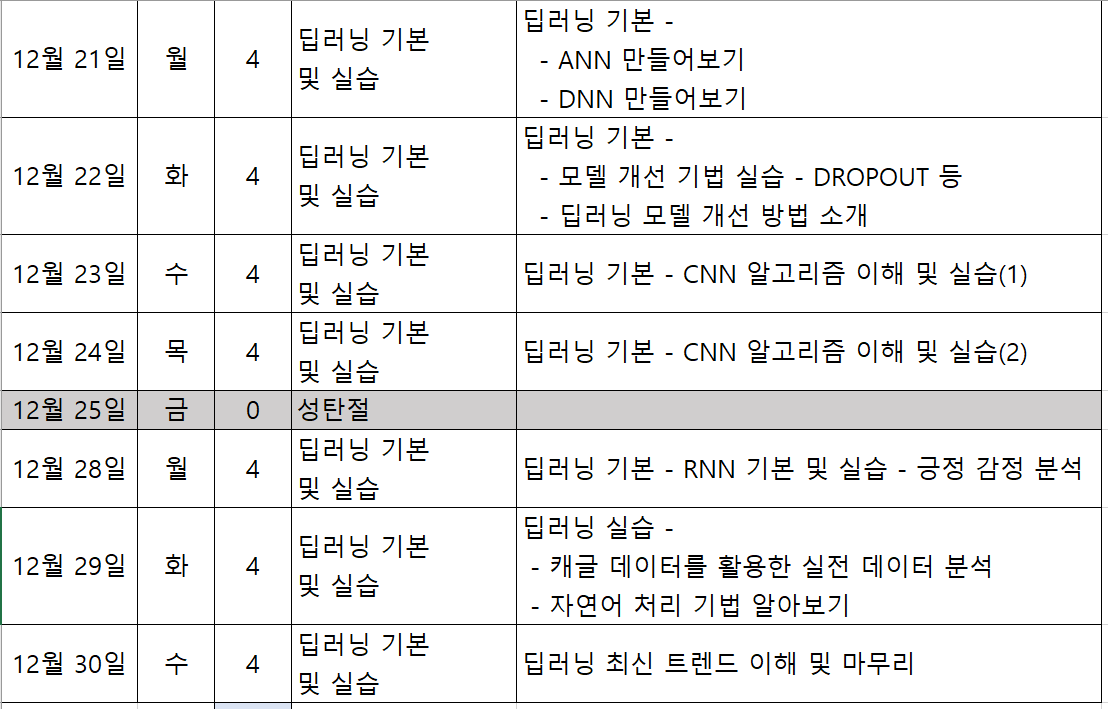 12월 21일 월 4 딥러닝 기본 및 실습 딥러닝 기본 -
- ANN 만들어보기
- DNN 만들어보기
12월 22일 화 4 딥러닝 기본 및 실습 딥러닝 기본 -
- 모델 개선 기법 실습 - DROPOUT 등
- 딥러닝 모델 개선 방법 소개
12월 23일 수 4 딥러닝 기본 및 실습 딥러닝 기본 - CNN 알고리즘 이해 및 실습(1)
12월 24일 목 4 딥러닝 기본 및 실습 딥러닝 기본 - CNN 알고리즘 이해 및 실습(2)
12월 25일 금 0 성탄절
12월 28일 월 4 딥러닝 기본 및 실습 딥러닝 기본 - RNN 기본 및 실습 - 긍정 감정 분석
12월 29일 화 4 딥러닝 기본 및 실습 딥러닝 실습 -
- 캐글 데이터를 활용한 실전 데이터 분석
- 자연어 처리 기법 알아보기
12월 30일 수 4 딥러닝 기본 및 실습 딥러닝 최신 트렌드 이해 및 마무리